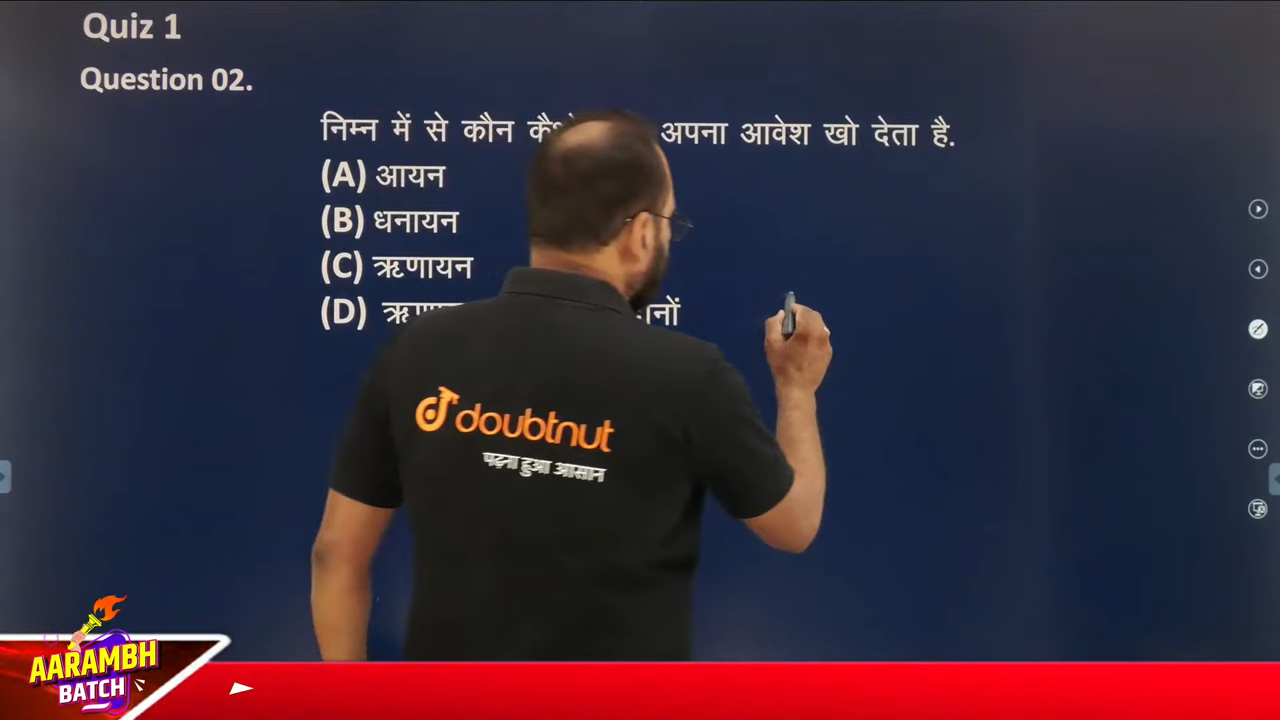 Quiz 1
Question 02.
निम्न में से कौन अपना आवेश खो देता है.
(A) आयन
(B) धनायन
(C) ऋणायन
(D)
doubtnut
पढ़ना हुआ आसान
AARAMBH
BATCH